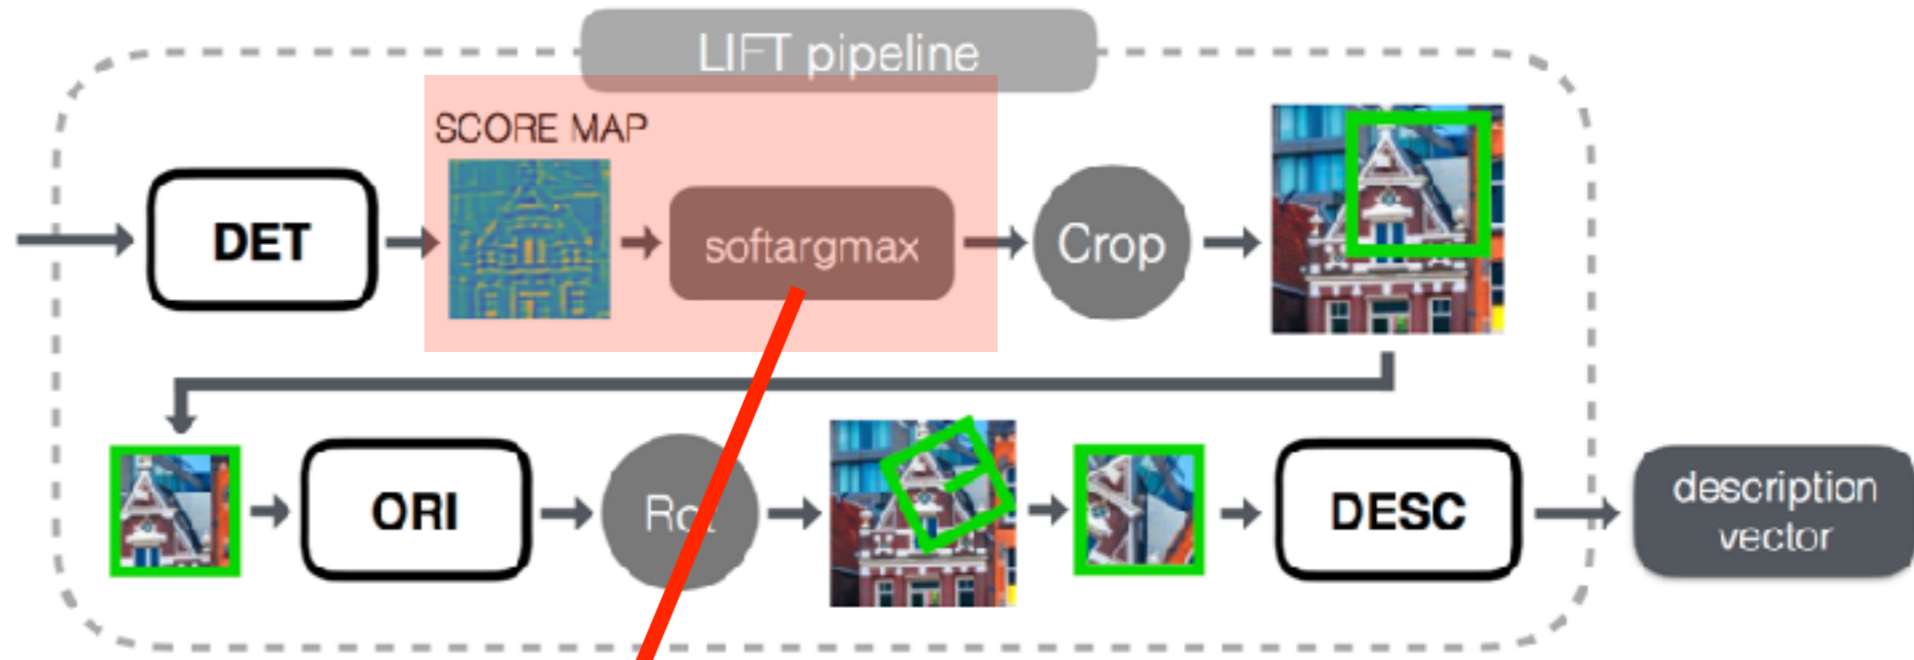 LIFT pipeline
SCORE MAP
DET
softargmax
Crop
ORI
DESC
description
vector